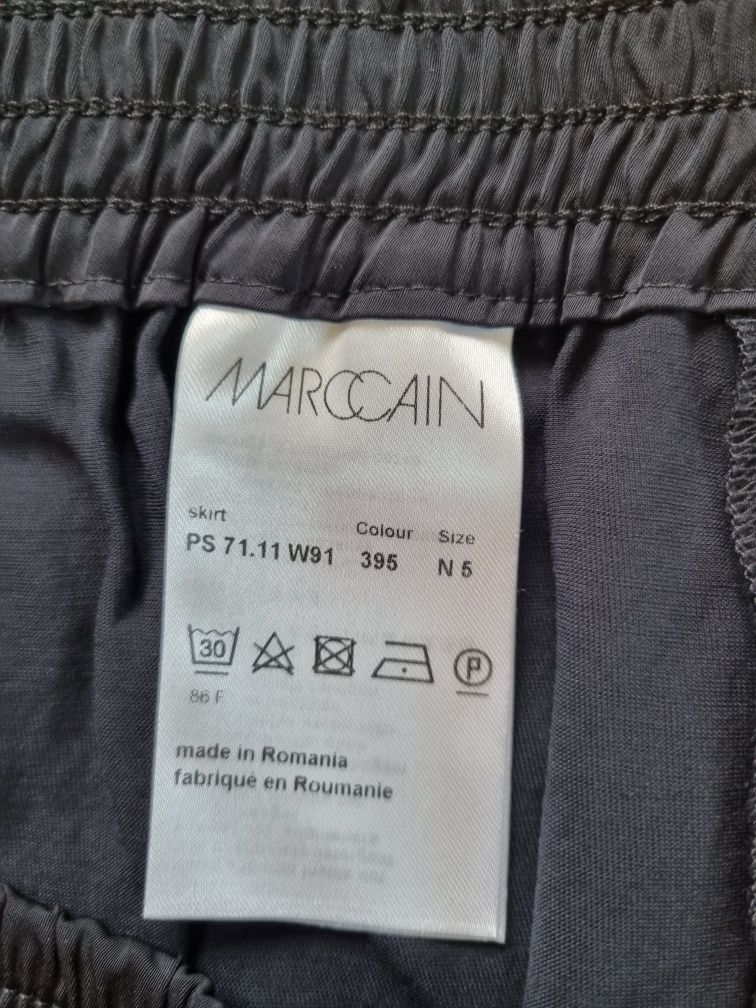 MARCCAIN
skirt Colour Size
PS 71.11 W91 395 N 5
30 P
86 F
made in Romania
fabriqué en Roumanie